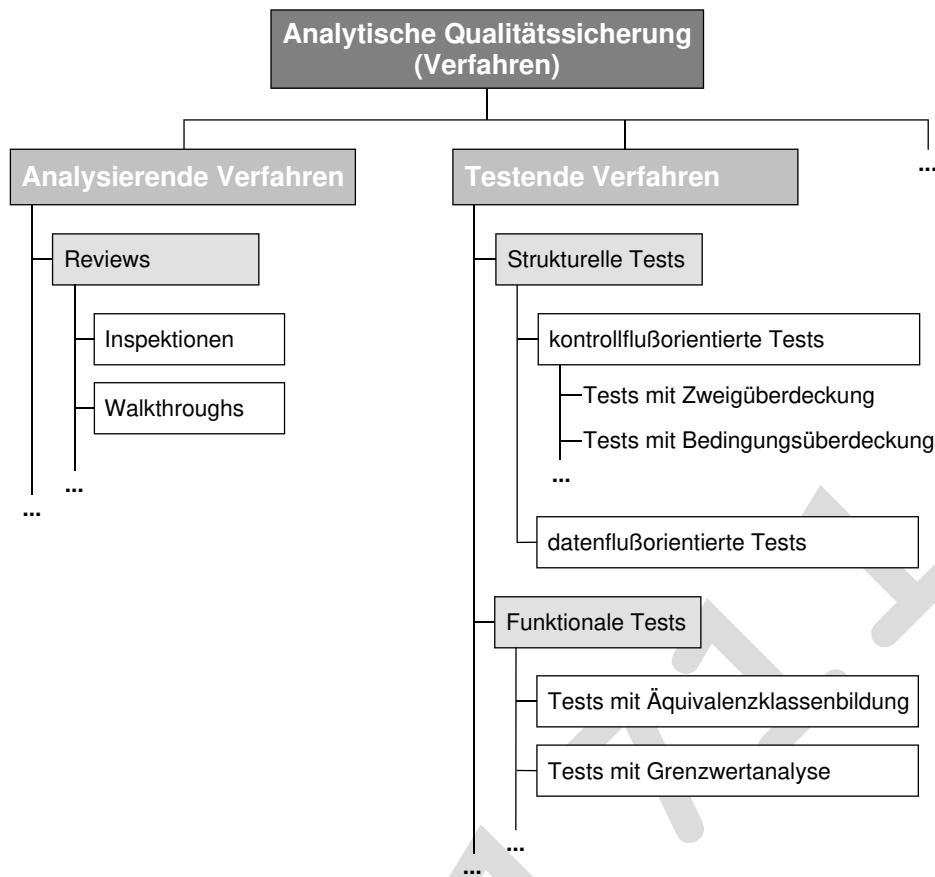 Analytische Qualitätssicherung
(Verfahren)
Analysierende Verfahren
Testende Verfahren
...
Reviews
Strukturelle Tests
Inspektionen
kontrollflußorientierte Tests
Walkthroughs
Tests mit Zweigüberdeckung
Tests mit Bedingungsüberdeckung
...
...
...
datenflußorientierte Tests
Funktionale Tests
Tests mit Äquivalenzklassenbildung
Tests mit Grenzwertanalyse
...
...